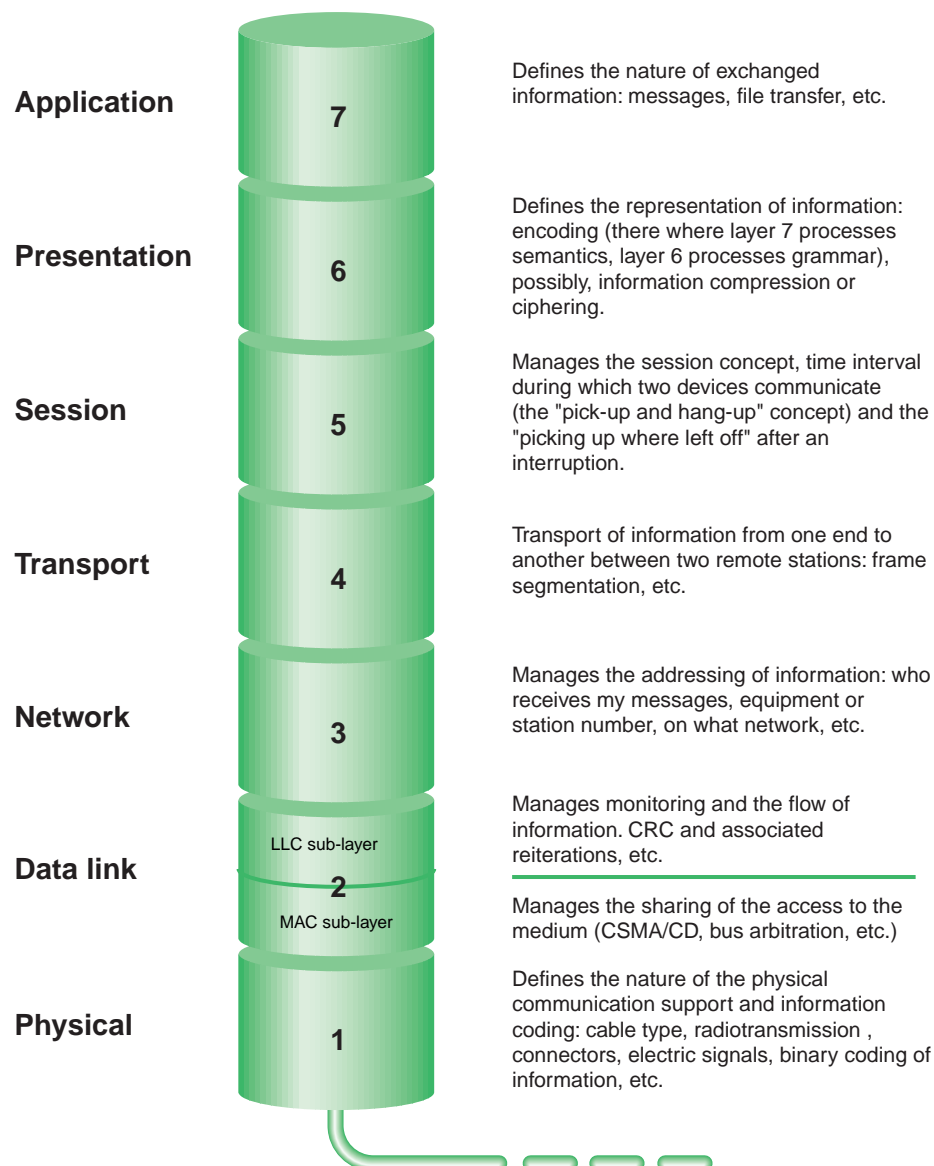 Application
7
Defines the nature of exchanged
information: messages, file transfer, etc.
Presentation
6
Defines the representation of information:
encoding (there where layer 7 processes
semantics, layer 6 processes grammar),
possibly, information compression or
ciphering.
Session
5
Manages the session concept, time interval
during which two devices communicate
(the "pick-up and hang-up" concept) and the
"picking up where left off" after an
interruption.
Transport
4
Transport of information from one end to
another between two remote stations: frame
segmentation, etc.
Network
3
Manages the addressing of information: who
receives my messages, equipment or
station number, on what network, etc.
Data link
LLC sub-layer
2
MAC sub-layer
Manages monitoring and the flow of
information. CRC and associated
reiterations, etc.
Manages the sharing of the access to the
medium (CSMA/CD, bus arbitration, etc.)
Physical
1
Defines the nature of the physical
communication support and information
coding: cable type, radiotransmission ,
connectors, electric signals, binary coding of
information, etc.